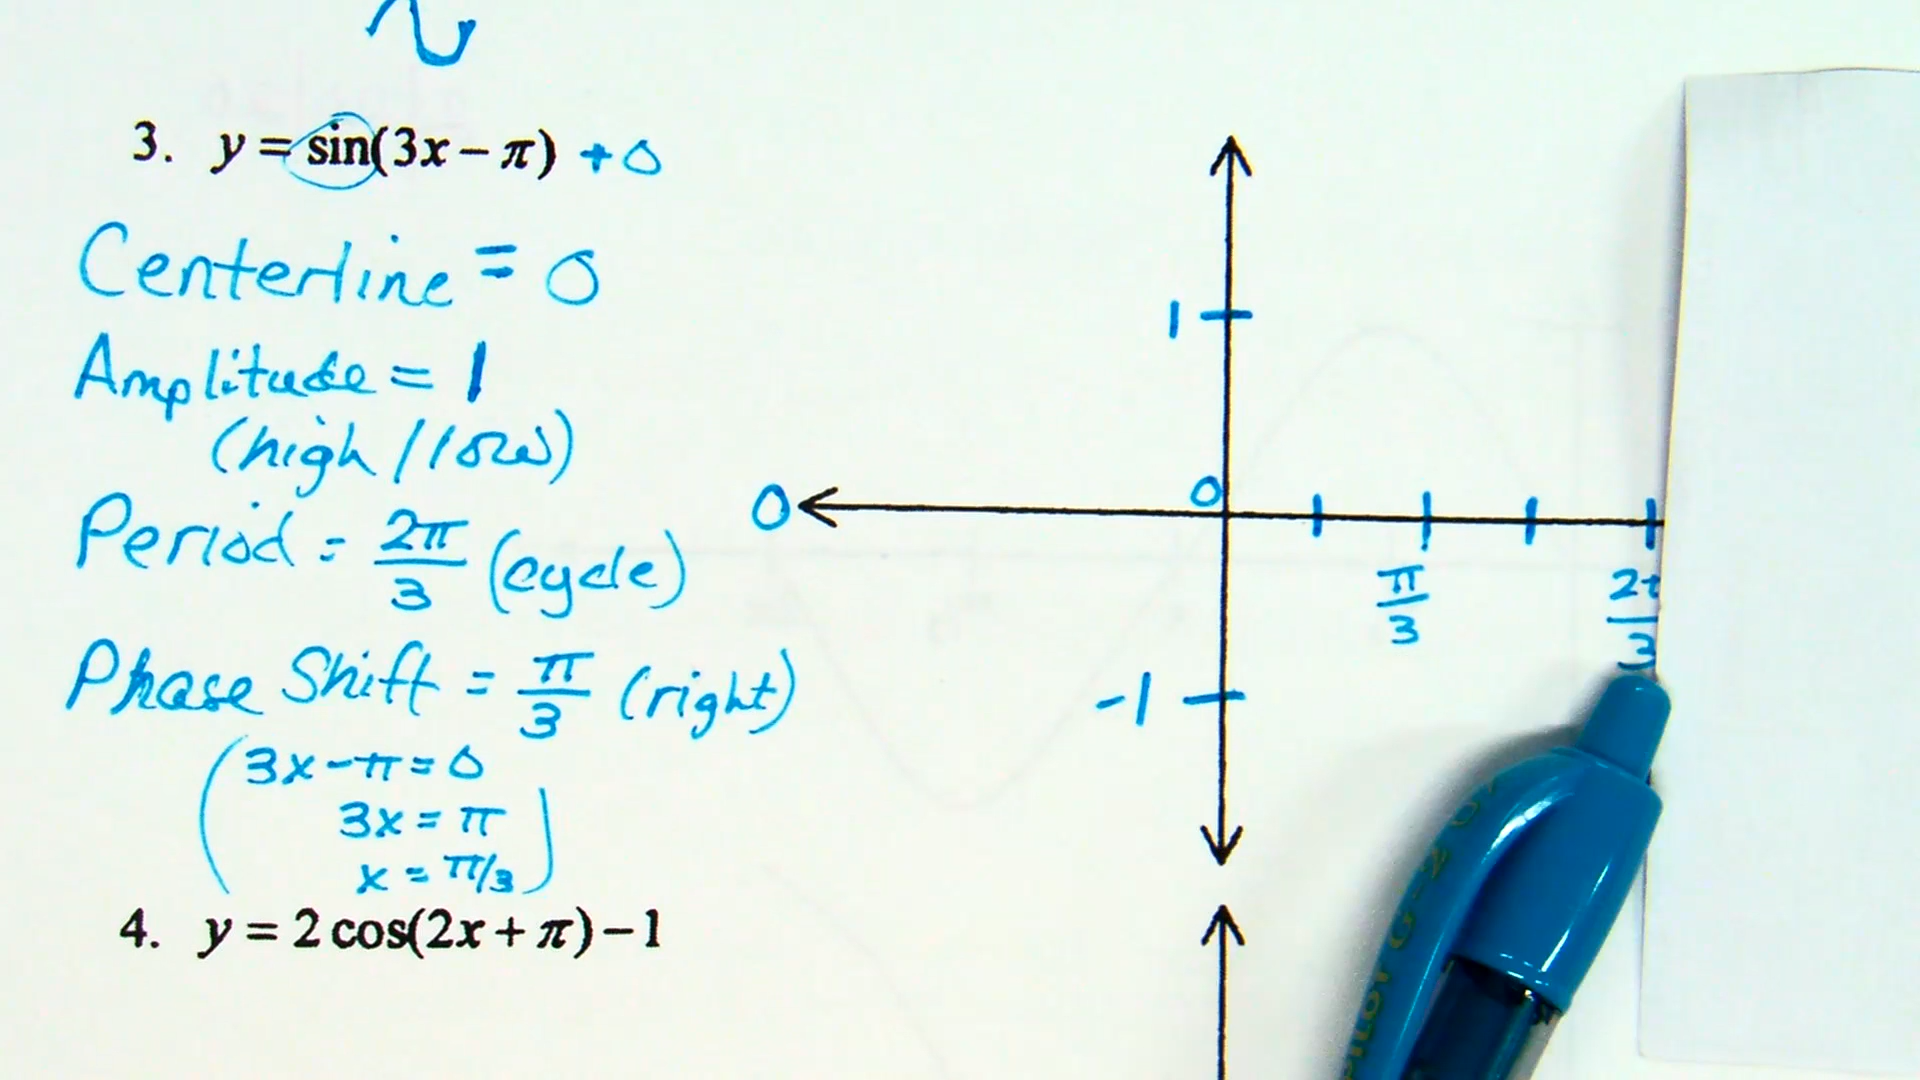 3. y = sin(3x − π) + 0
Centerline = 0
Amplitude = 1
(high / low)
Period = 2π/3 (cycle)
Phase Shift = π/3 (right)
(3x − π = 0
3x = π
x = π/3)
4. y = 2 cos(2x + π) − 1
1
0
0
π/3
-1